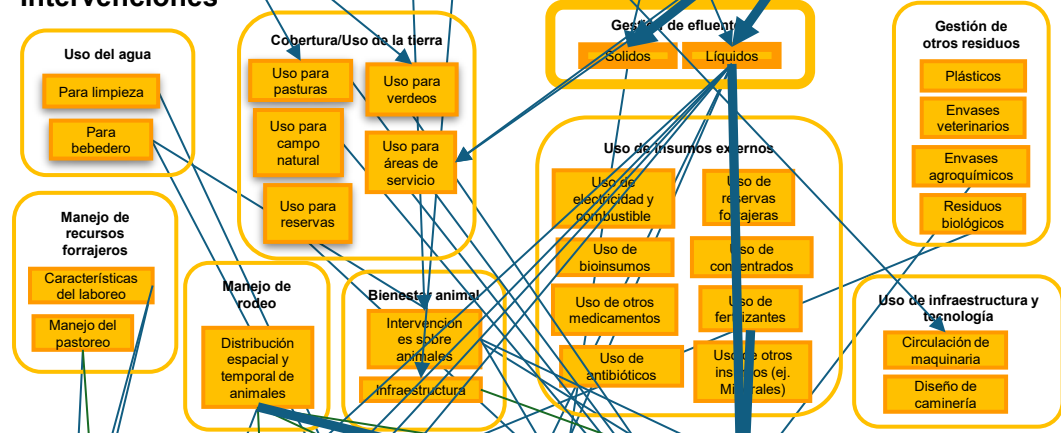 intervenciones
Uso del agua
Para limpieza
Para
bebedero
Cobertura/Uso de la tierra
Uso para
pasturas
Uso para
verdeos
Uso para
campo
natural
Uso para
áreas de
servicio
Uso para
reservas
Gestión de efluente
Solidos
Líquidos
Gestión de
otros residuos
Plásticos
Envases
veterinarios
Envases
agroquímicos
Residuos
biológicos
Manejo de
recursos
forrajeros
Características
del laboreo
Manejo del
pastoreo
Manejo de
rodeo
Distribución
espacial y
temporal de
animales
Bienestar animal
Intervencion
es sobre
animales
Infraestructura
Uso de insumos externos
Uso de
electricidad y
combustible
Uso de
reservas
forrajeras
Uso de
bioinsumos
Uso de
concentrados
Uso de otros
medicamentos
Uso de
fertilizantes
Uso de
antibióticos
Uso de otros
insumos (ej.
Minerales)
Uso de infraestructura y
tecnología
Circulación de
maquinaria
Diseño de
caminería